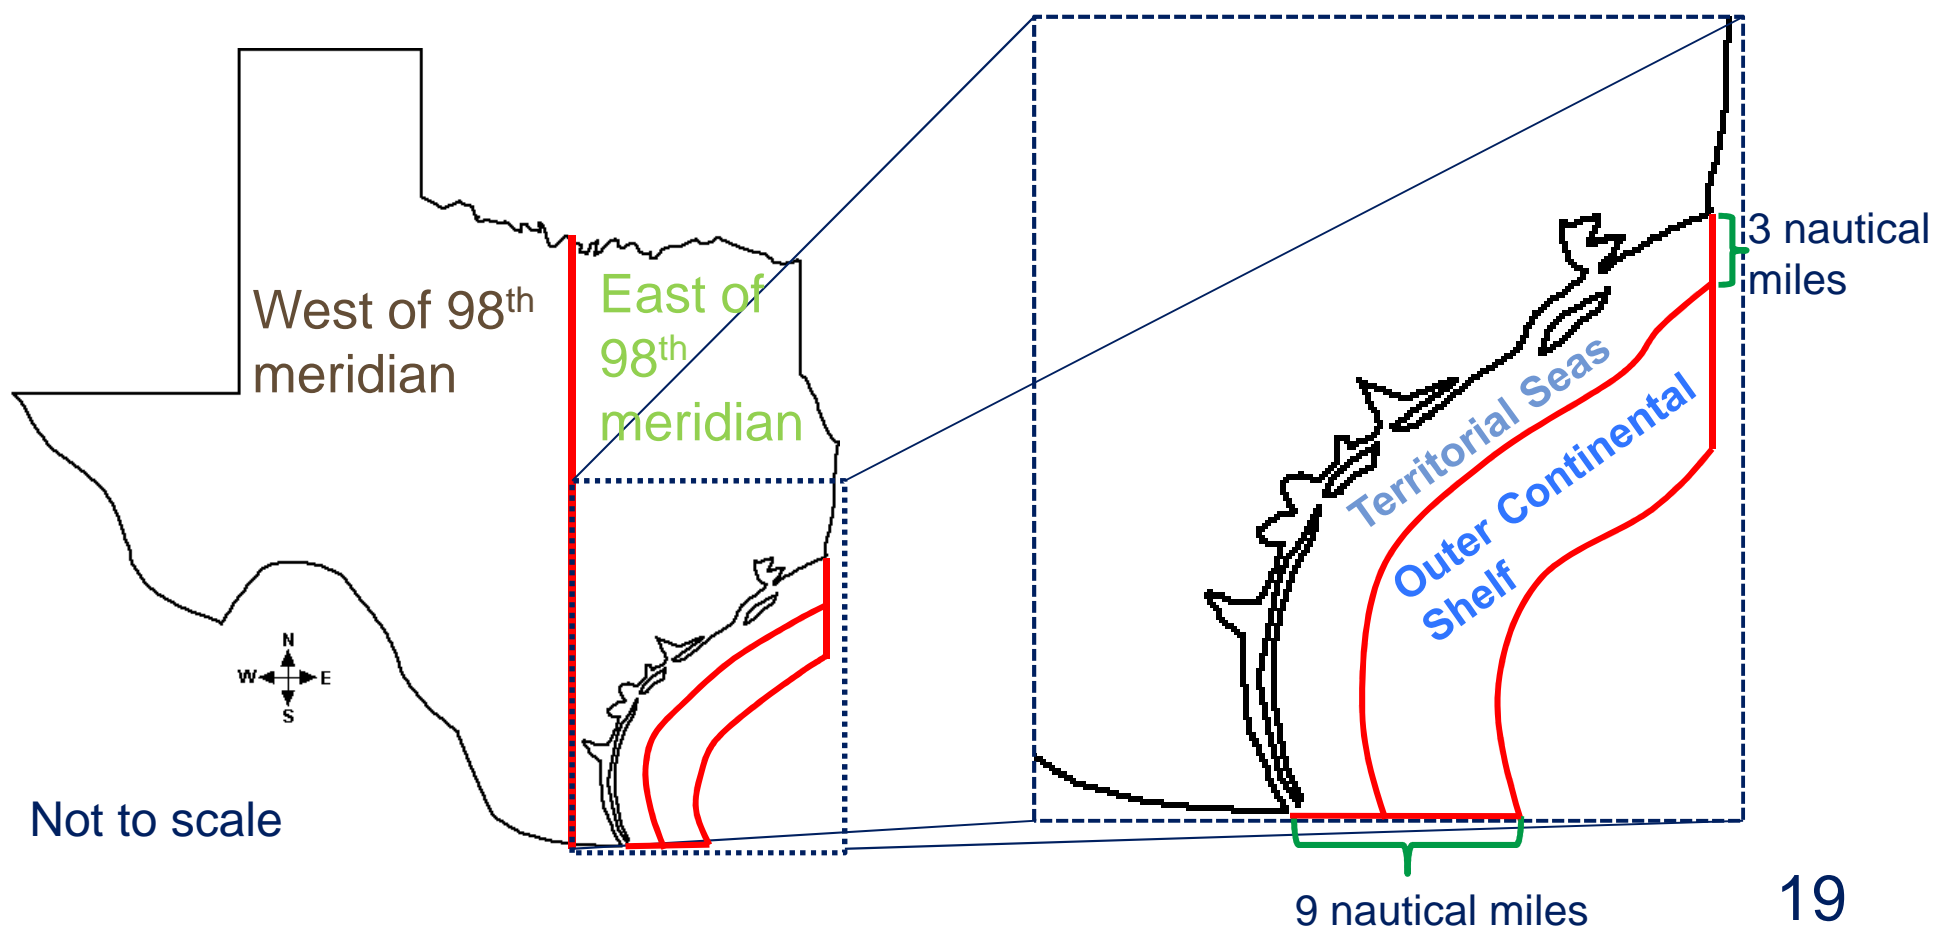 West of 98th
meridian
East of
98th
meridian
N
W E
S
Not to scale
3 nautical
miles
Territorial Seas
Outer Continental
Shelf
9 nautical miles
19